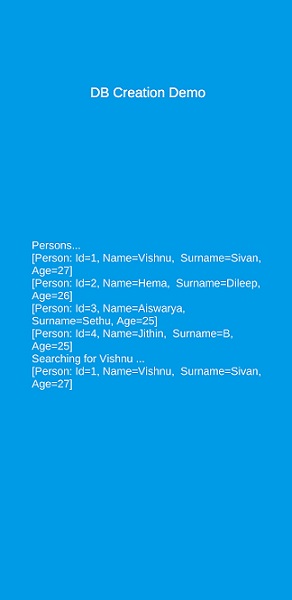 DB Creation Demo
Persons...
[Person: Id=1, Name=Vishnu,  Surname=Sivan,
Age=27]
[Person: Id=2, Name=Hema,  Surname=Dileep,
Age=26]
[Person: Id=3, Name=Aiswarya,
Surname=Sethu, Age=25]
[Person: Id=4, Name=Jithin,  Surname=B,
Age=25]
Searching for Vishnu ...
[Person: Id=1, Name=Vishnu,  Surname=Sivan,
Age=27]